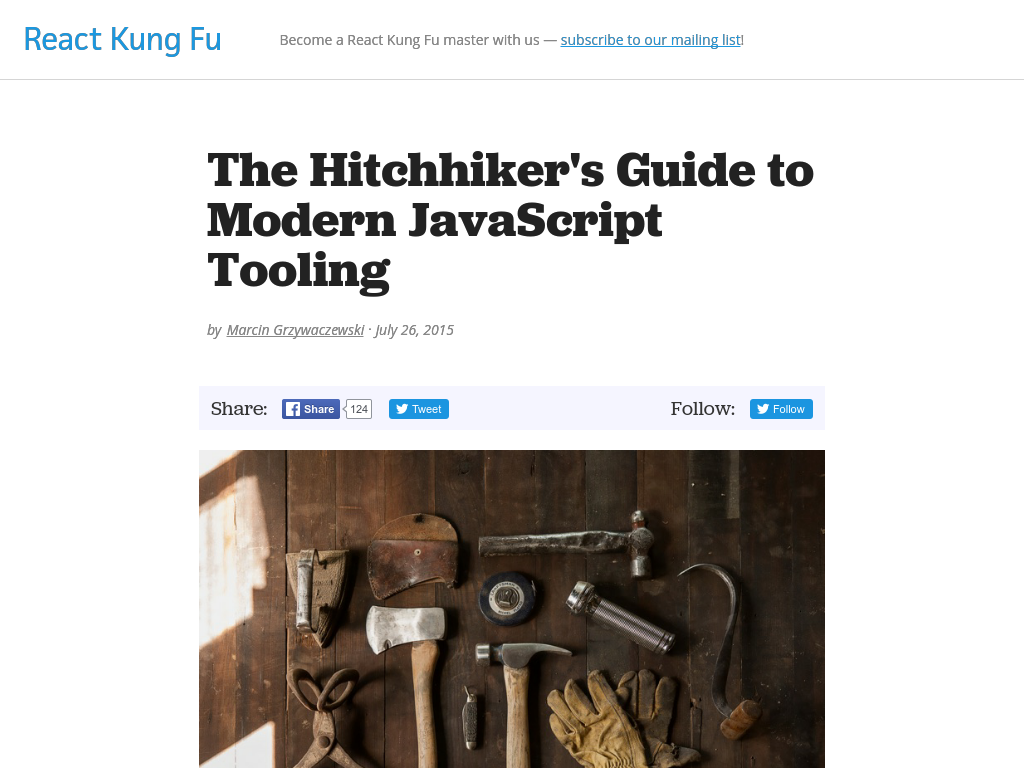 React Kung Fu
Become a React Kung Fu master with us — subscribe to our mailing list!
The Hitchhiker's Guide to
Modern JavaScript
Tooling
by Marcin Grzywaczewski · July 26, 2015
Share: Share 124 Tweet Follow: Follow